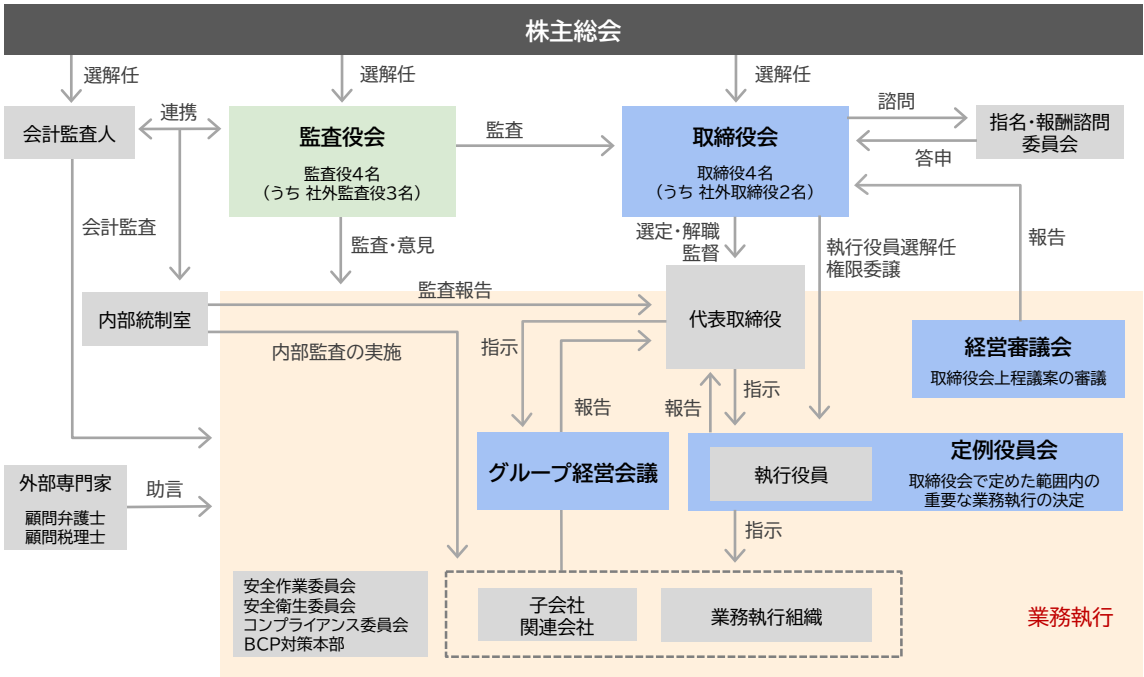 株主総会
選解任
選解任
選解任
会計監査人
連携
監査役会
監査役4名
（うち 社外監査役3名）
監査
取締役会
取締役4名
（うち 社外取締役2名）
諮問
答申
指名・報酬諮問
委員会
会計監査
監査・意見
選定・解職
監督
執行役員選解任
権限委譲
報告
内部統制室
監査報告
内部監査の実施
指示
代表取締役
経営審議会
取締役会上程議案の審議
報告
報告
指示
グループ経営会議
執行役員
定例役員会
取締役会で定めた範囲内の
重要な業務執行の決定
外部専門家
顧問弁護士
顧問税理士
助言
指示
安全作業委員会
安全衛生委員会
コンプライアンス委員会
BCP対策本部
子会社
関連会社
業務執行組織
業務執行